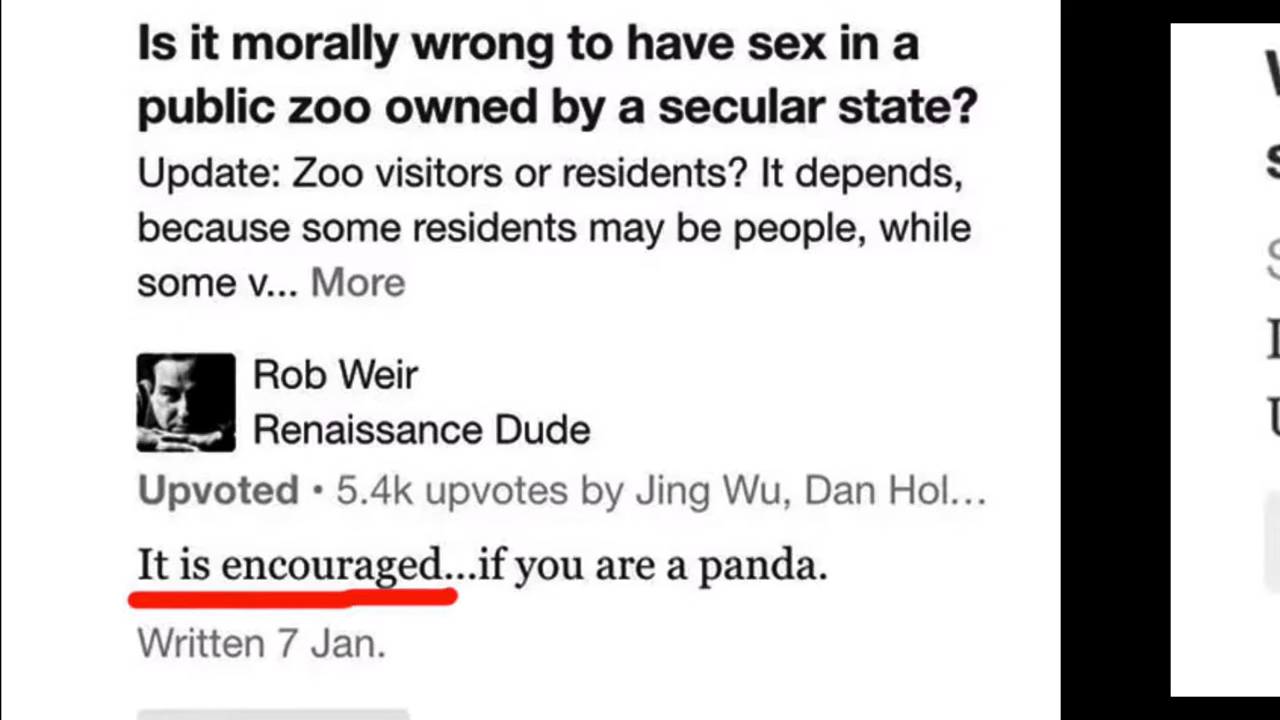 Is it morally wrong to have sex in a
public zoo owned by a secular state?
Update: Zoo visitors or residents? It depends,
because some residents may be people, while
some v... More
Rob Weir
Renaissance Dude
Upvoted • 5.4k upvotes by Jing Wu, Dan Hol...
It is encouraged...if you are a panda.
Written 7 Jan.